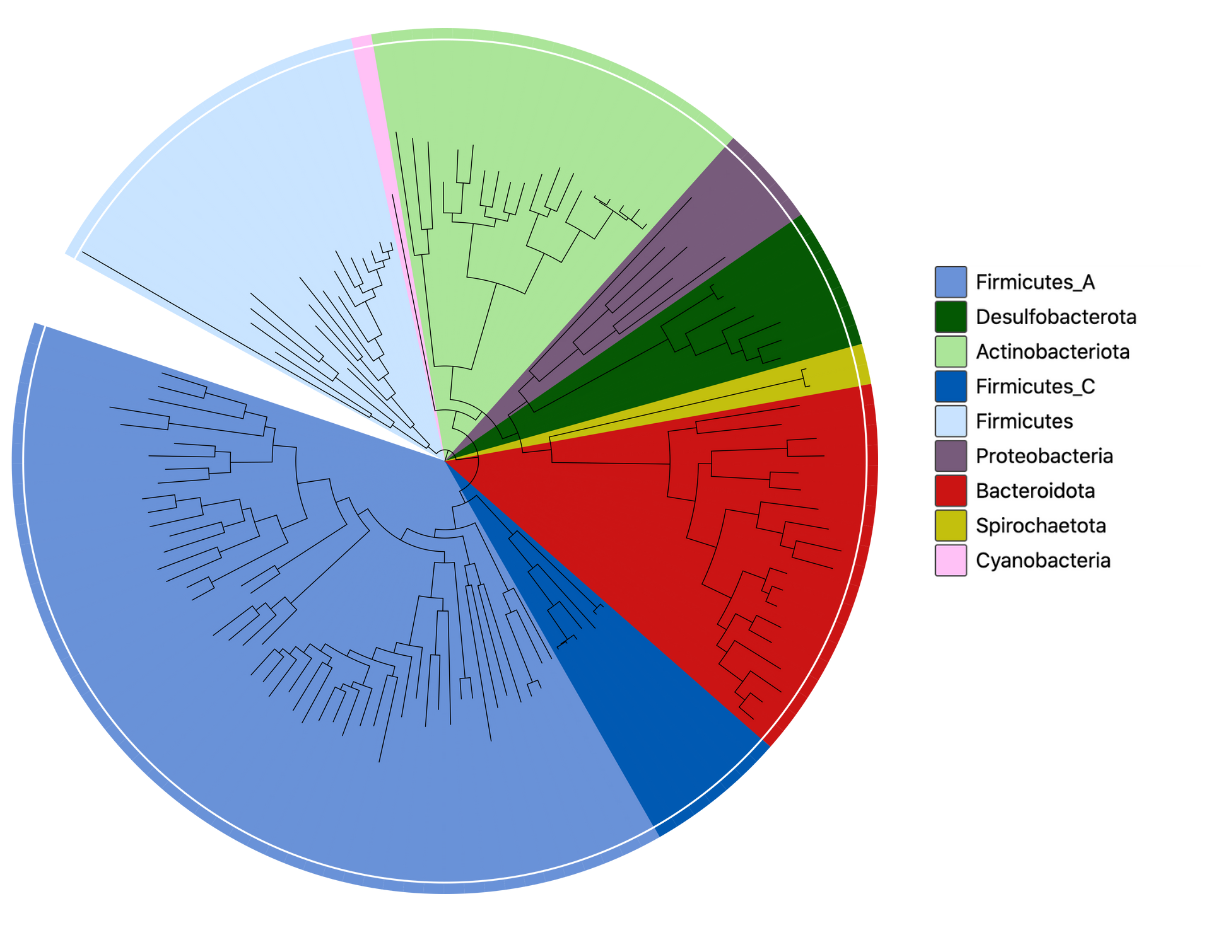 Firmicutes_A
Desulfobacterota
Actinobacteriota
Firmicutes_C
Firmicutes
Proteobacteria
Bacteroidota
Spirochaetota
Cyanobacteria